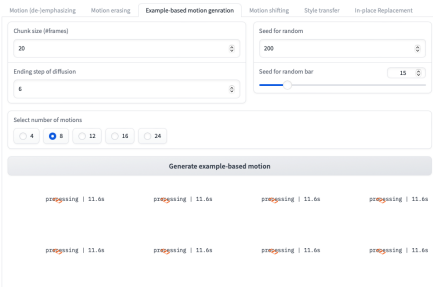 Motion (de-)emphasizing Motion erasing Example-based motion genration Motion shifting Style transfer In-place Replacement
Chunk size (#frames)
20
Seed for random
200
Ending step of diffusion
6
Seed for random bar
15
Select number of motions
4 8 12 16 24
Generate example-based motion
processing | 11.6s processing | 11.6s processing | 11.6s processing | 11.6s
processing | 11.6s processing | 11.6s processing | 11.6s processing | 11.6s